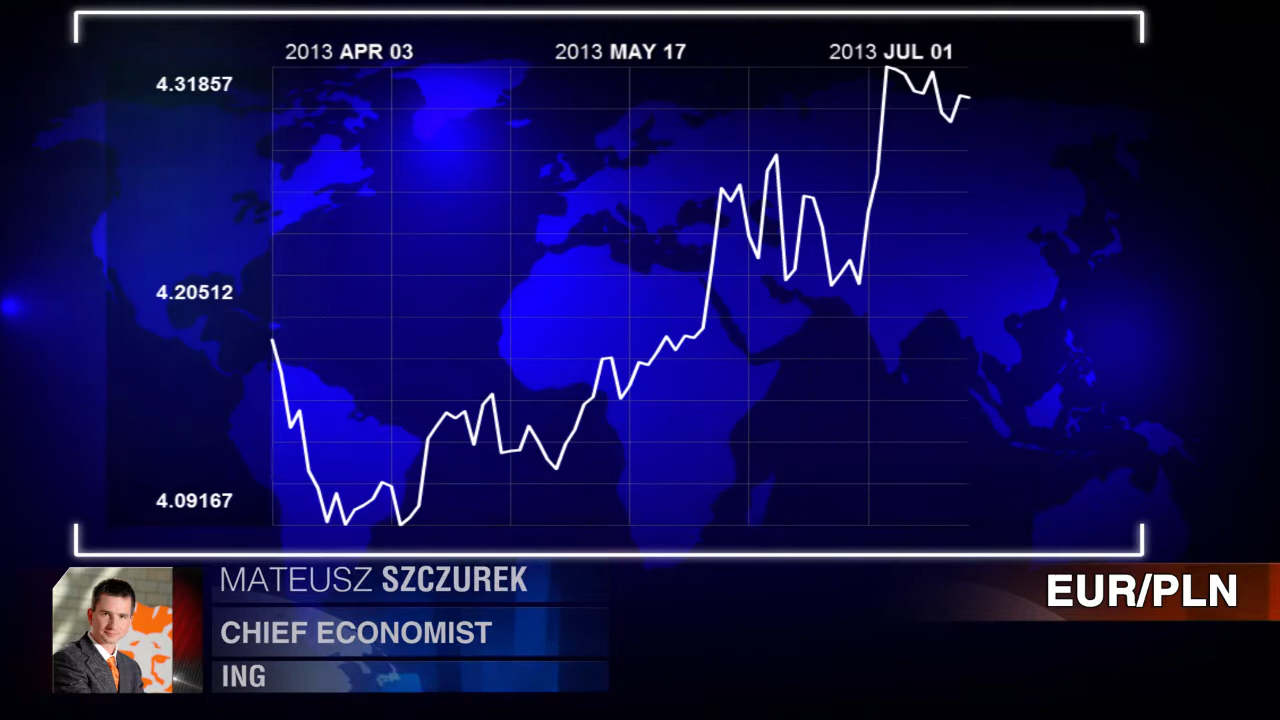 2013 APR 03 2013 MAY 17 2013 JUL 01
4.31857
4.20512
4.09167
MATEUSZ SZCZUREK
CHIEF ECONOMIST
ING
EUR/PLN